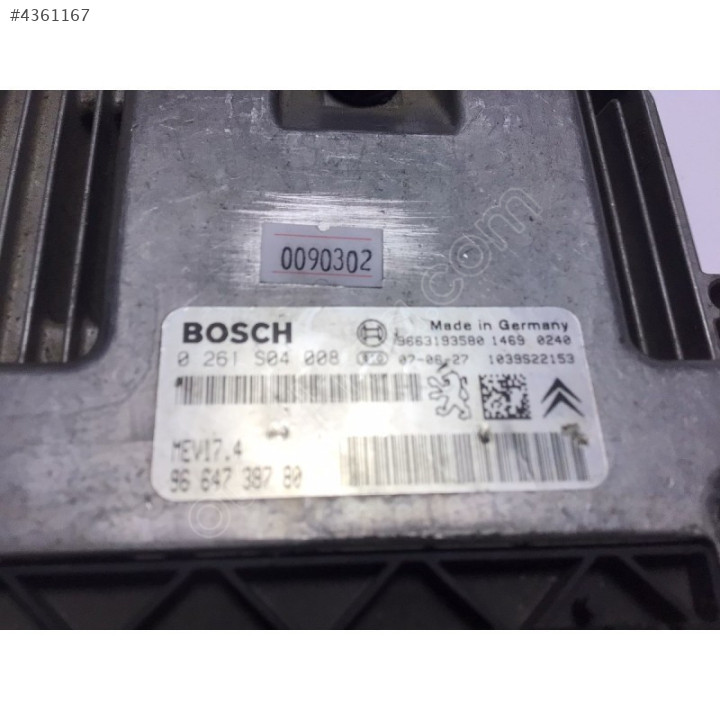 #4361167
0090302
BOSCH
Made in Germany
9663193580 1469 0240
0 261 S04 008
07-06-27 1039S22153
MEV17.4
96 647 387 80